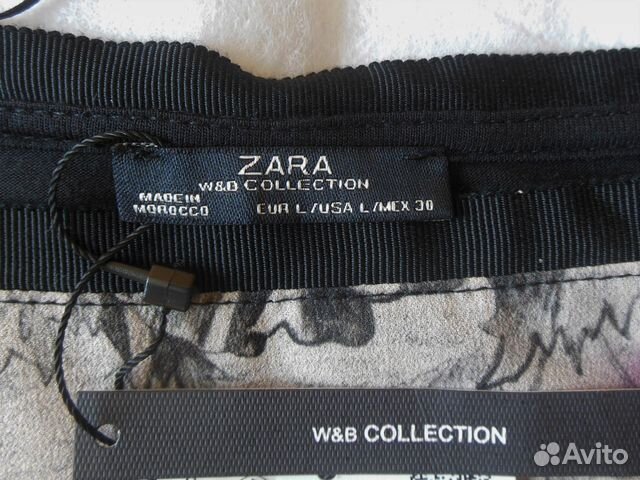 ZARA
W&B COLLECTION
MADE IN
MOROCCO
EUR L/USA L/MEX 30
W&B COLLECTION
Avito